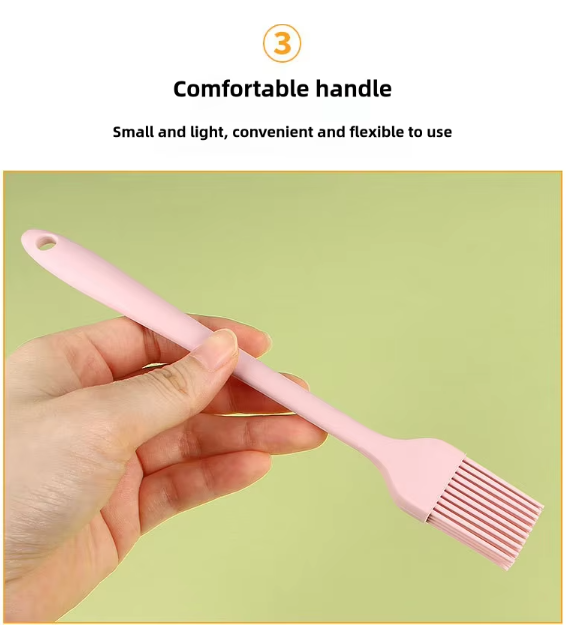 3
Comfortable handle
Small and light, convenient and flexible to use